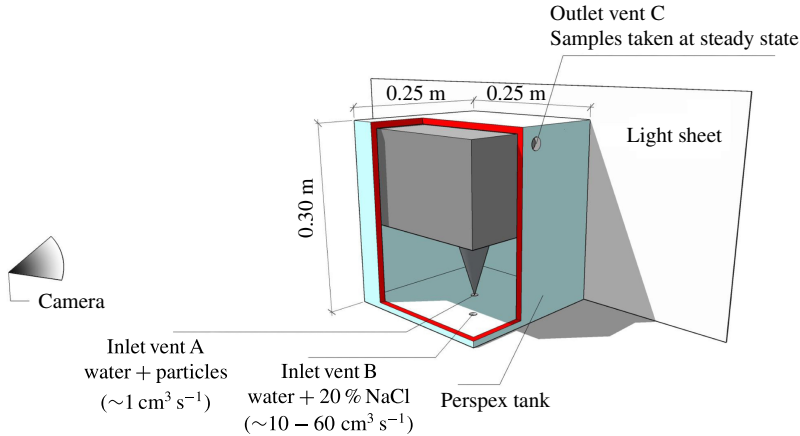 Outlet vent C
Samples taken at steady state
0.25 m
0.25 m
Light sheet
0.30 m
Camera
Inlet vent A
water + particles
(∼1 cm³ s⁻¹)
Inlet vent B
water + 20 % NaCl
(∼10 – 60 cm³ s⁻¹)
Perspex tank